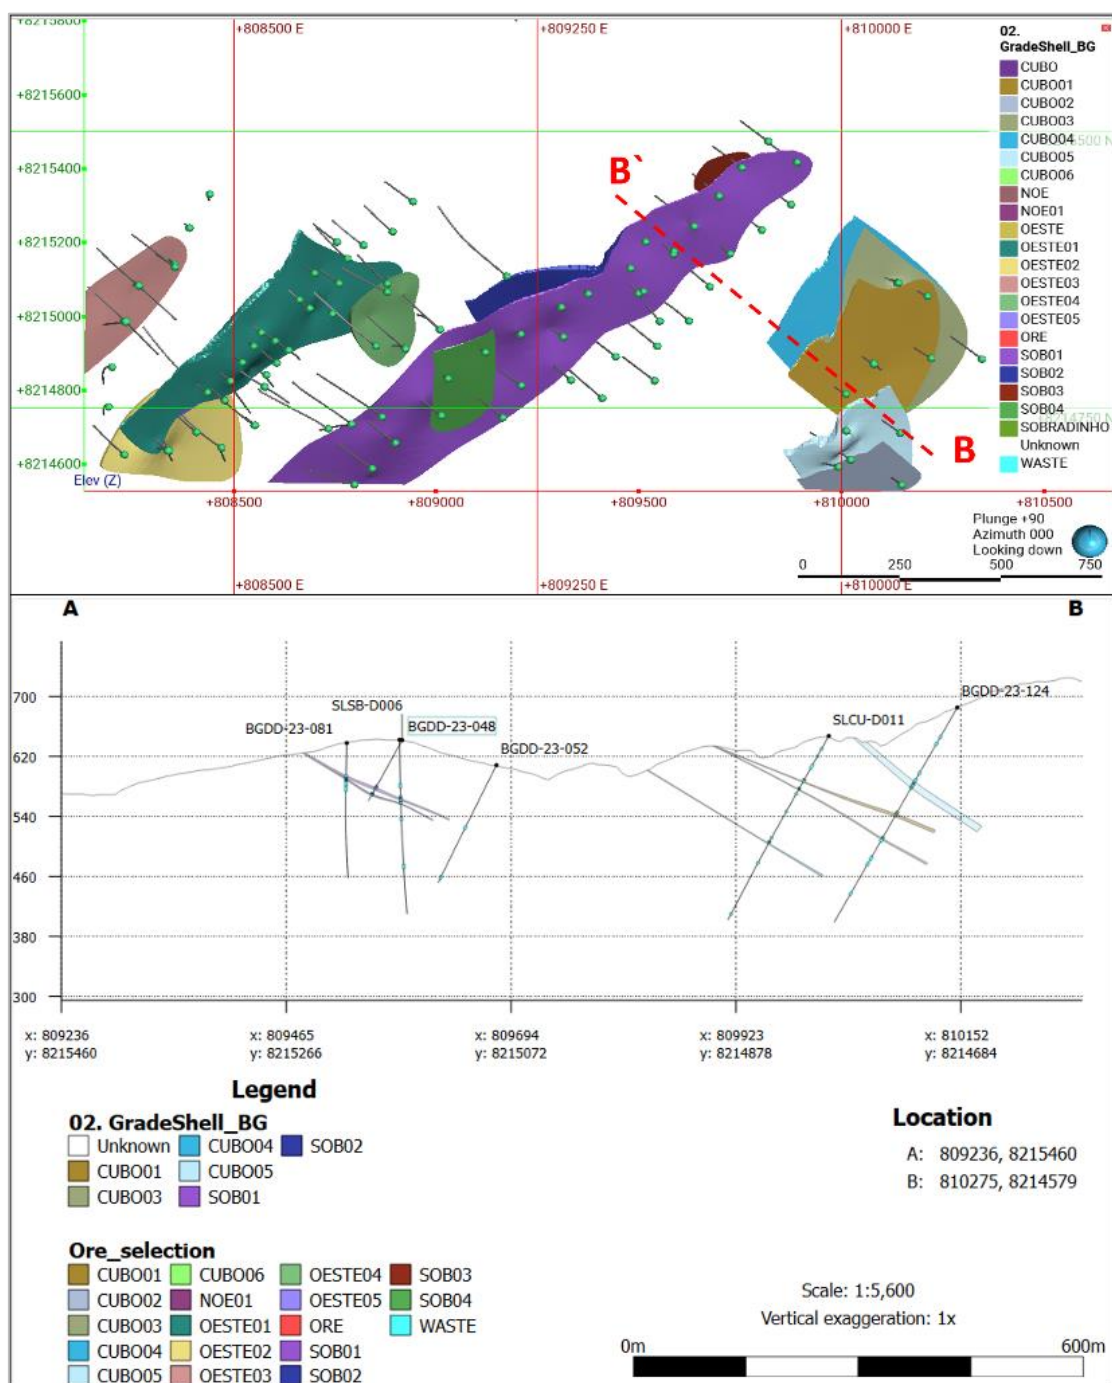 +8215800
+808500 E
+809250 E
+810000 E
02.
GradeShell_BG
CUBO
CUBO01
CUBO02
CUBO03
CUBO04
CUBO05
CUBO06
NOE
NOE01
OESTE
OESTE01
OESTE02
OESTE03
OESTE04
OESTE05
ORE
SOB01
SOB02
SOB03
SOB04
SOBRADINHO
Unknown
WASTE
+8215600
+8215400
+8215200
+8215000
+8214800
+8214600
B`
B
Elev (Z)
+808500
+809000
+809500
+810000
+810500
Plunge +90
Azimuth 000
Looking down
0 250 500 750
+808500 E
+809250 E
+810000 E
A B
700
620
540
460
380
300
BGDD-23-081
SLSB-D006
BGDD-23-048
BGDD-23-052
SLCU-D011
BGDD-23-124
x: 809236 x: 809465 x: 809694 x: 809923 x: 810152
y: 8215460 y: 8215266 y: 8215072 y: 8214878 y: 8214684
Legend
02. GradeShell_BG
Unknown CUBO04 SOB02
CUBO01 CUBO05
CUBO03 SOB01
Location
A: 809236, 8215460
B: 810275, 8214579
Ore_selection
CUBO01 CUBO06 OESTE04 SOB03
CUBO02 NOE01 OESTE05 SOB04
CUBO03 OESTE01 ORE WASTE
CUBO04 OESTE02 SOB01
CUBO05 OESTE03 SOB02
Scale: 1:5,600
Vertical exaggeration: 1x
0m 600m